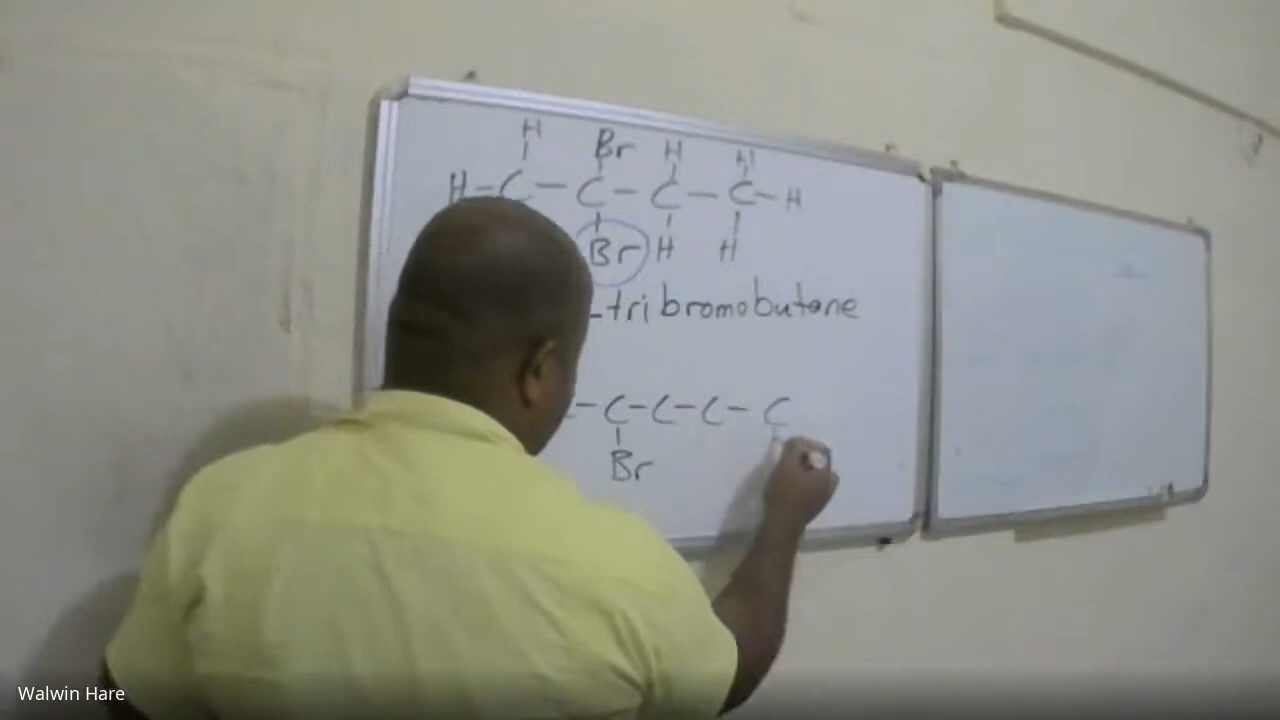 H Br H H
H-C-C-C-C-H
Br H H
-tribromobutane
-C-C-C-C
Br
Walwin Hare